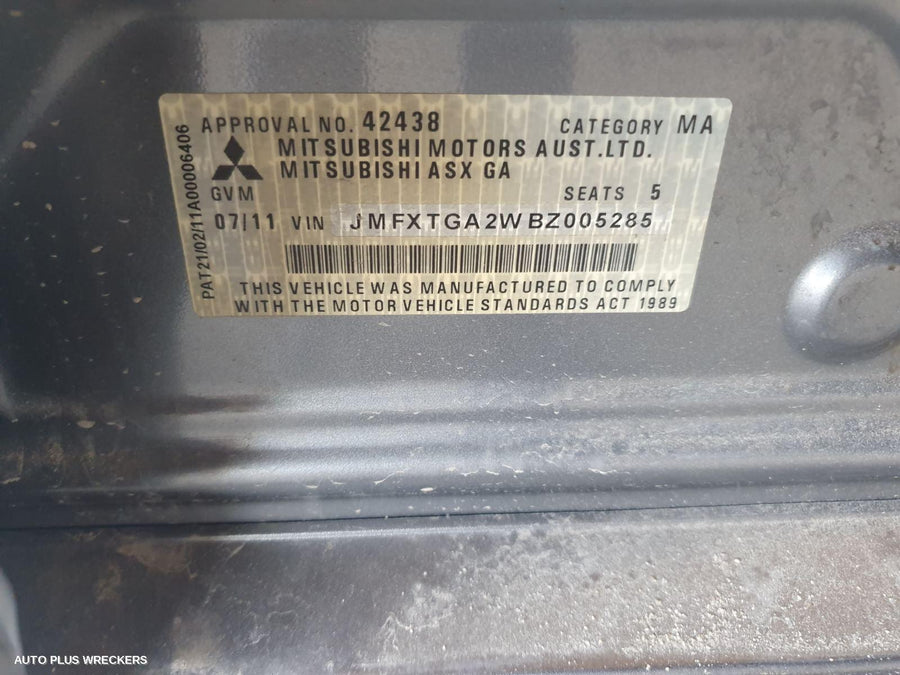 APPROVAL NO. 42438 CATEGORY MA
MITSUBISHI MOTORS AUST.LTD.
MITSUBISHI ASX GA
GVM SEATS 5
07/11 VIN JMFXTGA2WBZ005285
THIS VEHICLE WAS MANUFACTURED TO COMPLY
WITH THE MOTOR VEHICLE STANDARDS ACT 1989
PAT21/02/11A00006406
AUTO PLUS WRECKERS